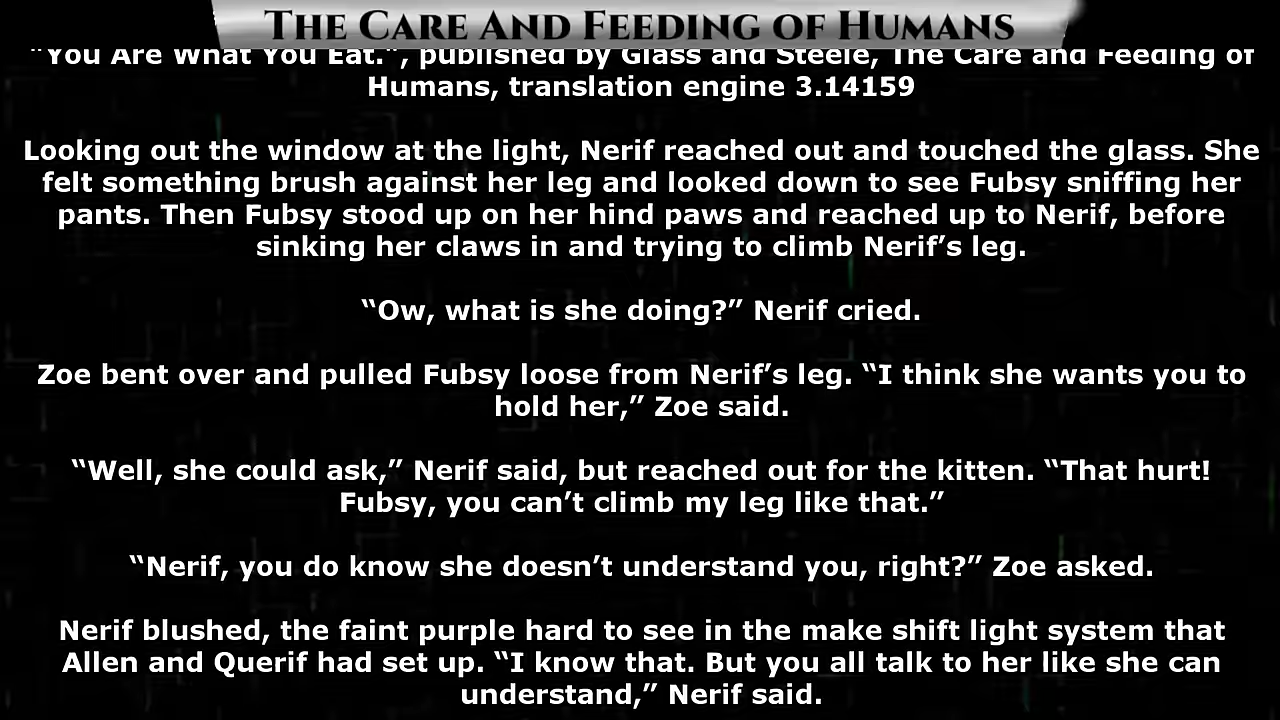 THE CARE AND FEEDING OF HUMANS
"You Are What You Eat.", published by Glass and Steele, The Care and Feeding of
Humans, translation engine 3.14159
Looking out the window at the light, Nerif reached out and touched the glass. She
felt something brush against her leg and looked down to see Fubsy sniffing her
pants. Then Fubsy stood up on her hind paws and reached up to Nerif, before
sinking her claws in and trying to climb Nerif’s leg.
“Ow, what is she doing?” Nerif cried.
Zoe bent over and pulled Fubsy loose from Nerif’s leg. “I think she wants you to
hold her,” Zoe said.
“Well, she could ask,” Nerif said, but reached out for the kitten. “That hurt!
Fubsy, you can’t climb my leg like that.”
“Nerif, you do know she doesn’t understand you, right?” Zoe asked.
Nerif blushed, the faint purple hard to see in the make shift light system that
Allen and Querif had set up. “I know that. But you all talk to her like she can
understand,” Nerif said.